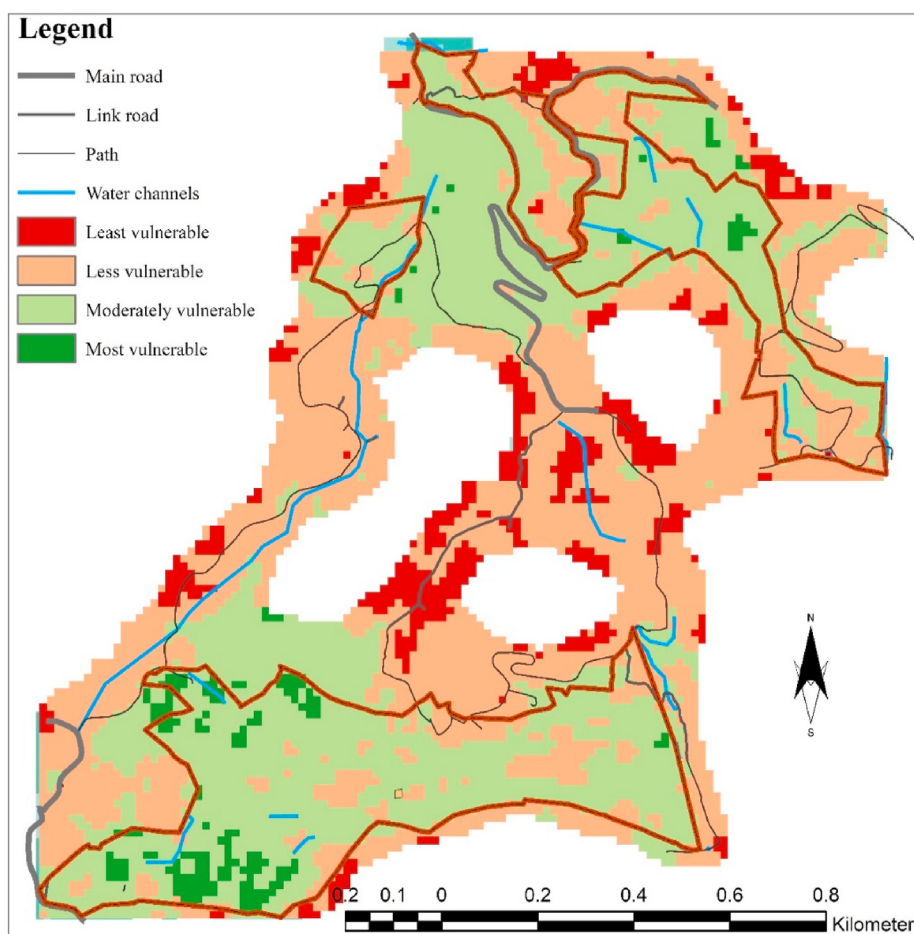 Legend
Main road
Link road
Path
Water channels
Least vulnerable
Less vulnerable
Moderately vulnerable
Most vulnerable
N
S
0.2 0.1 0 0.2 0.4 0.6 0.8
Kilometer